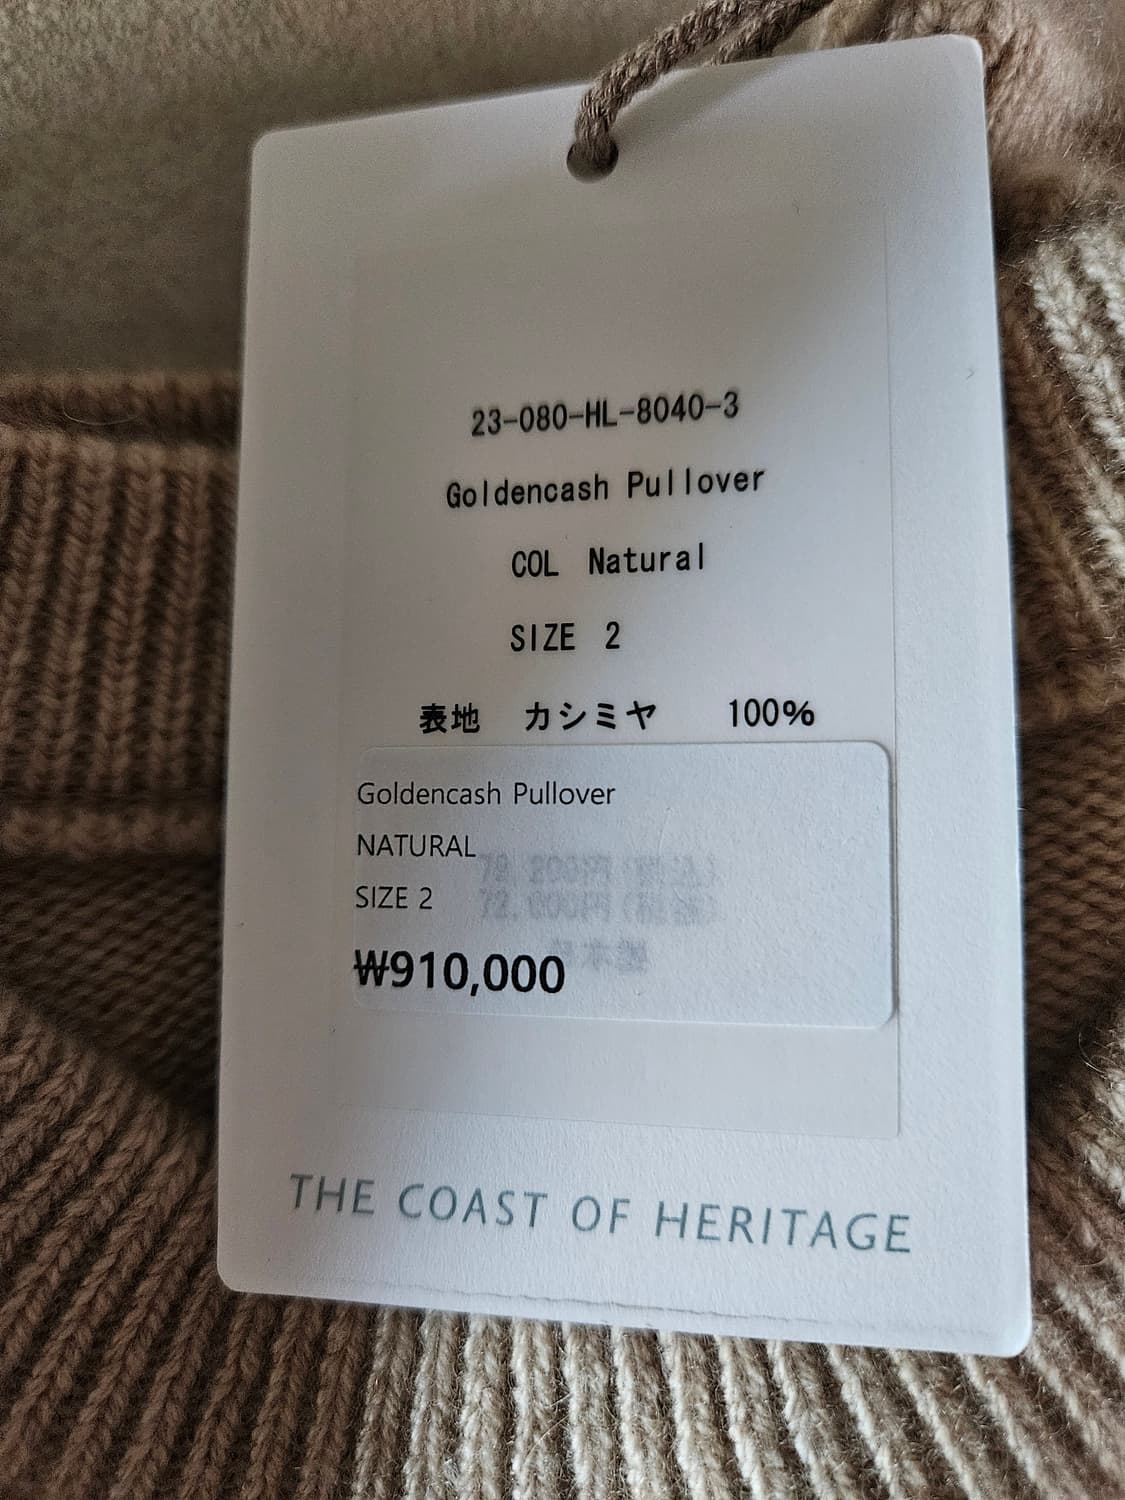 23-080-HL-8040-3
Goldencash Pullover
COL Natural
SIZE 2
表地 カシミヤ 100%
Goldencash Pullover
NATURAL
SIZE 2
₩910,000
THE COAST OF HERITAGE